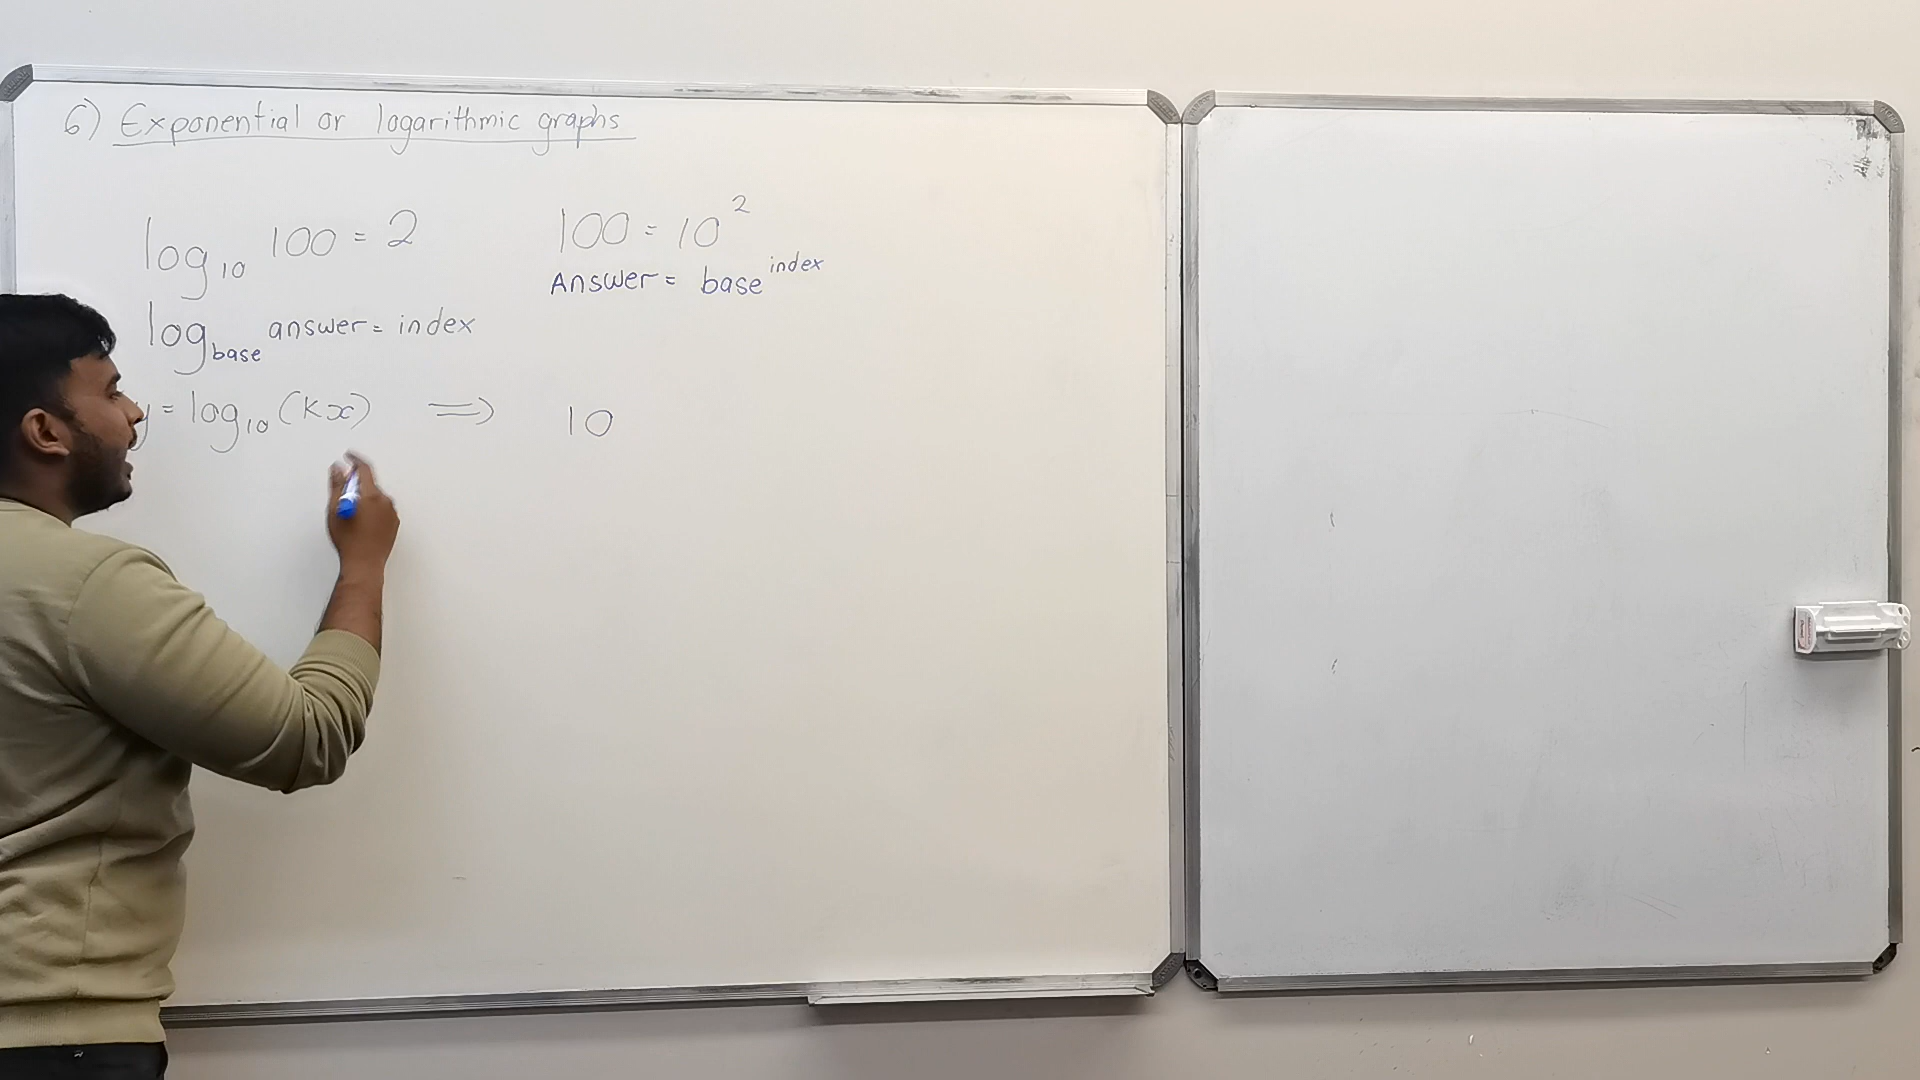 6) Exponential or logarithmic graphs
log₁₀ 100 = 2 100 = 10²
Answer = base^index
log_base answer = index
y = log₁₀ (kx) ⇒ 10